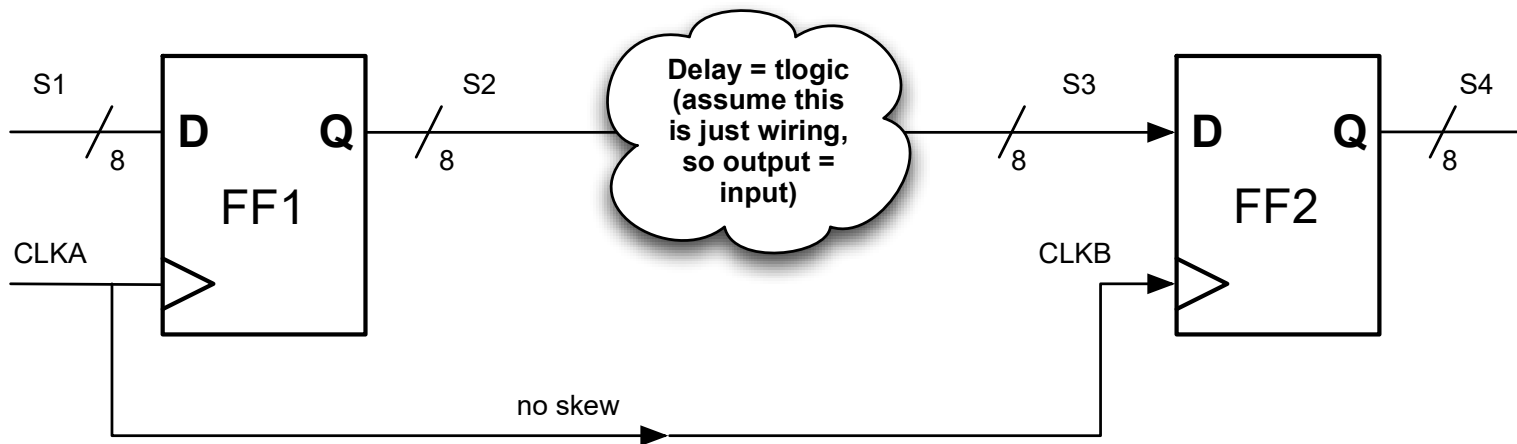 S1
S2
Delay = tlogic
(assume this
is just wiring,
so output =
input)
S3
S4
D
Q
D
Q
8
8
8
8
FF1
FF2
CLKA
CLKB
no skew